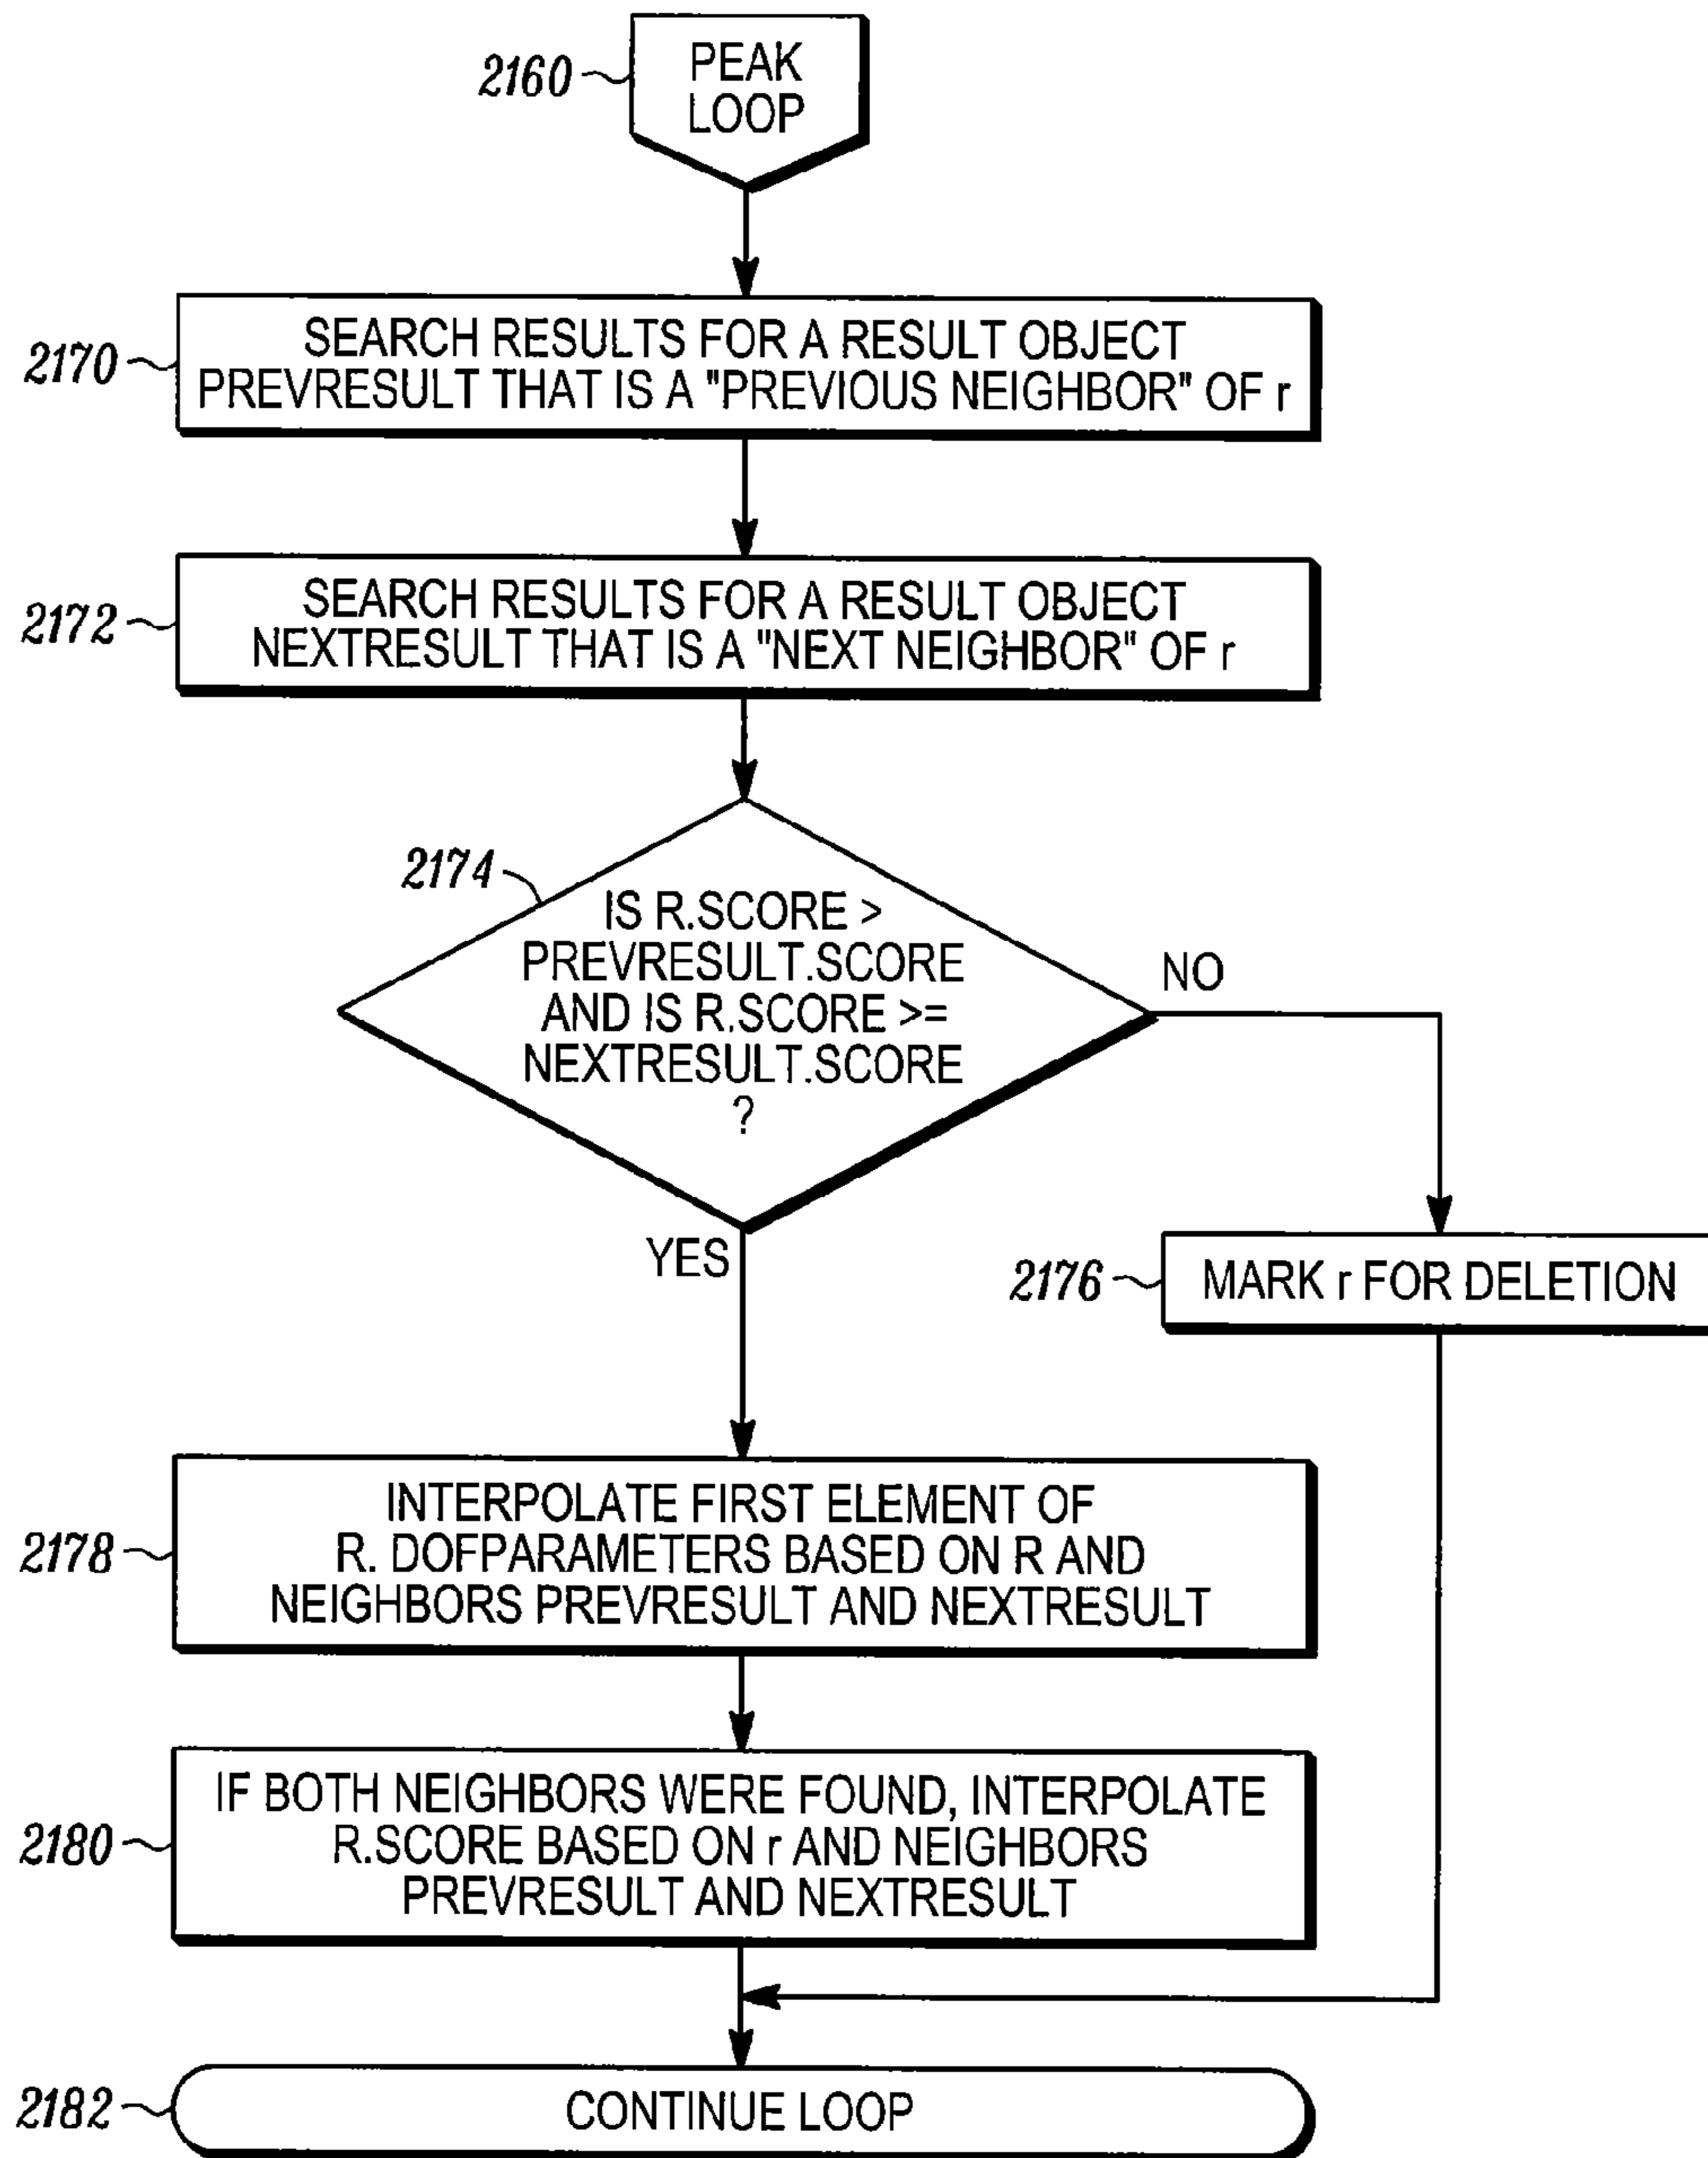 2160
PEAK
LOOP
2170
SEARCH RESULTS FOR A RESULT OBJECT
PREVRESULT THAT IS A "PREVIOUS NEIGHBOR" OF r
2172
SEARCH RESULTS FOR A RESULT OBJECT
NEXTRESULT THAT IS A "NEXT NEIGHBOR" OF r
2174
IS R.SCORE >
PREVRESULT.SCORE
AND IS R.SCORE >=
NEXTRESULT.SCORE
?
NO
YES
2176
MARK r FOR DELETION
2178
INTERPOLATE FIRST ELEMENT OF
R. DOFPARAMETERS BASED ON R AND
NEIGHBORS PREVRESULT AND NEXTRESULT
2180
IF BOTH NEIGHBORS WERE FOUND, INTERPOLATE
R.SCORE BASED ON r AND NEIGHBORS
PREVRESULT AND NEXTRESULT
2182
CONTINUE LOOP